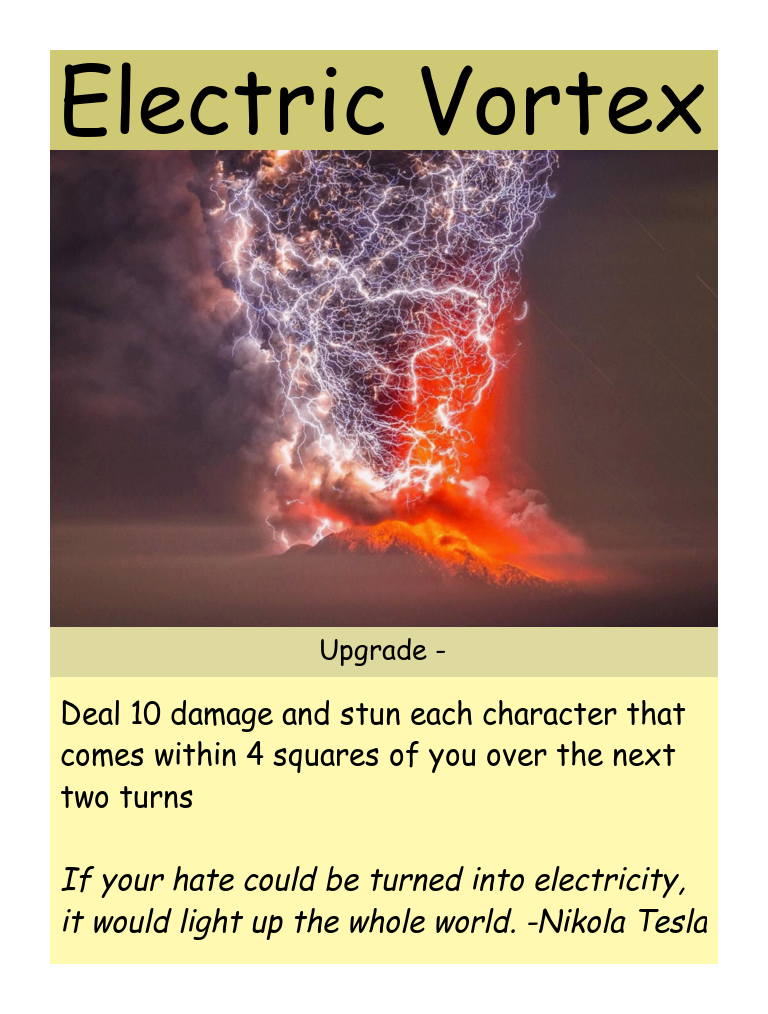 Electric Vortex
Upgrade -
Deal 10 damage and stun each character that
comes within 4 squares of you over the next
two turns
If your hate could be turned into electricity,
it would light up the whole world. -Nikola Tesla